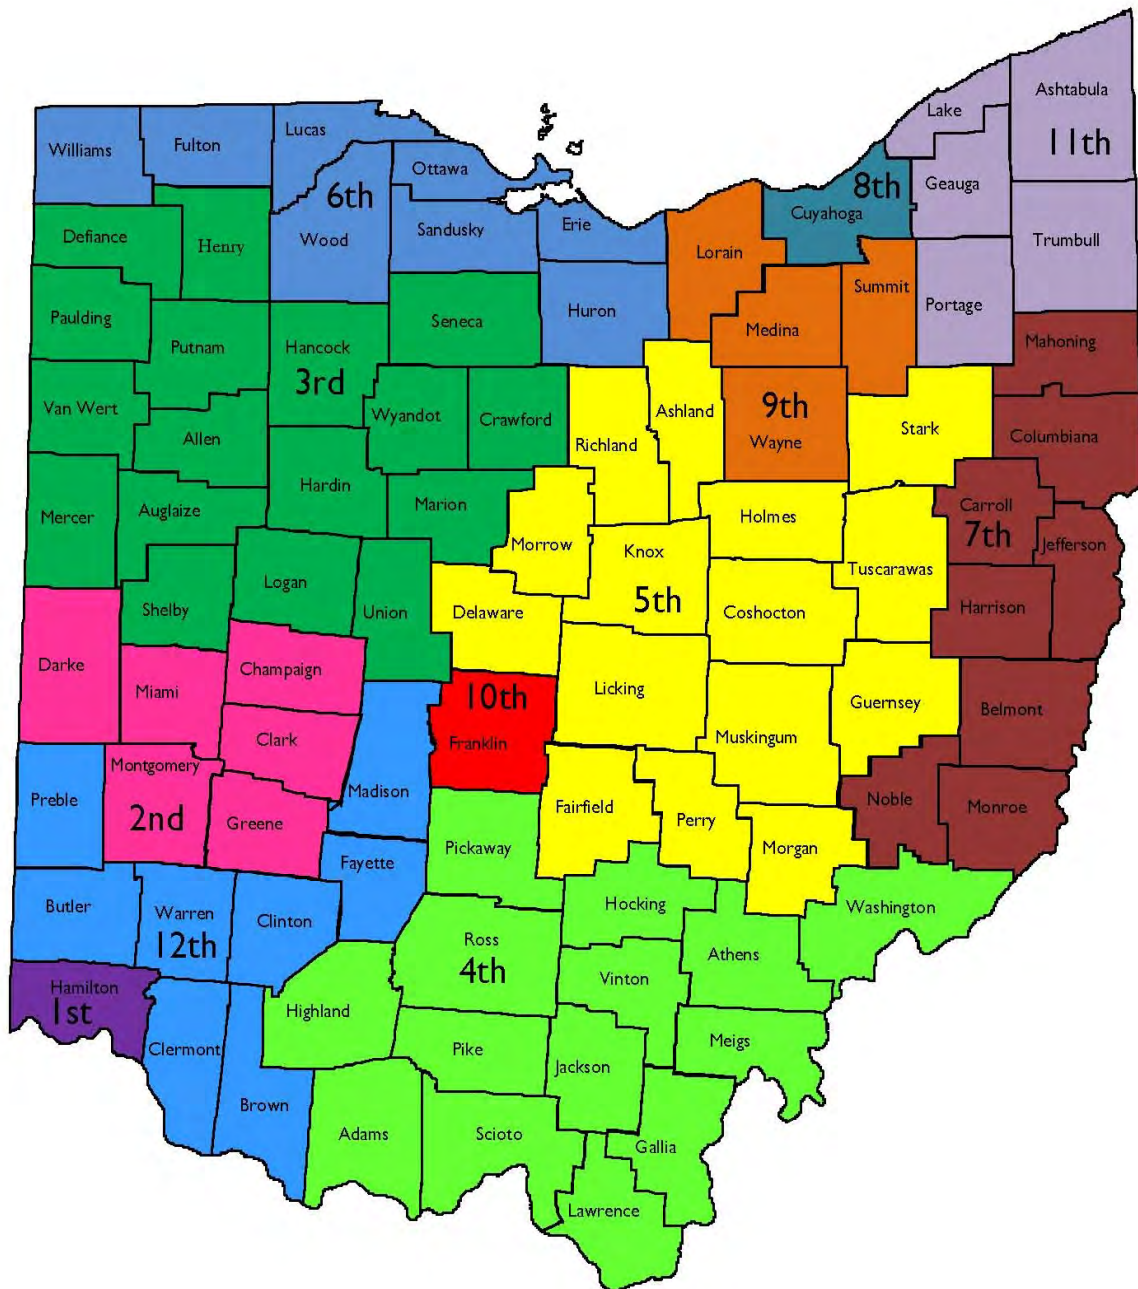 Ashtabula
Lake
Lucas
Williams
Fulton
11th
Ottawa
8th
Geauga
6th
Cuyahoga
Defiance
Henry
Wood
Sandusky
Erie
Lorain
Trumbull
Summit
Paulding
Putnam
Hancock
Seneca
Huron
Medina
Portage
Mahoning
3rd
Van Wert
Allen
Wyandot
Crawford
Richland
Ashland
9th
Wayne
Stark
Columbiana
Mercer
Auglaize
Hardin
Marion
Morrow
Knox
Holmes
Carroll
7th
Jefferson
Tuscarawas
Shelby
Logan
Union
Delaware
5th
Coshocton
Harrison
Darke
Miami
Champaign
10th
Licking
Guernsey
Belmont
Clark
Franklin
Muskingum
Montgomery
Preble
2nd
Greene
Madison
Fairfield
Perry
Noble
Monroe
Fayette
Pickaway
Morgan
Butler
Warren
12th
Clinton
Ross
4th
Hocking
Athens
Washington
Hamilton
1st
Highland
Vinton
Clermont
Pike
Jackson
Meigs
Brown
Adams
Scioto
Gallia
Lawrence